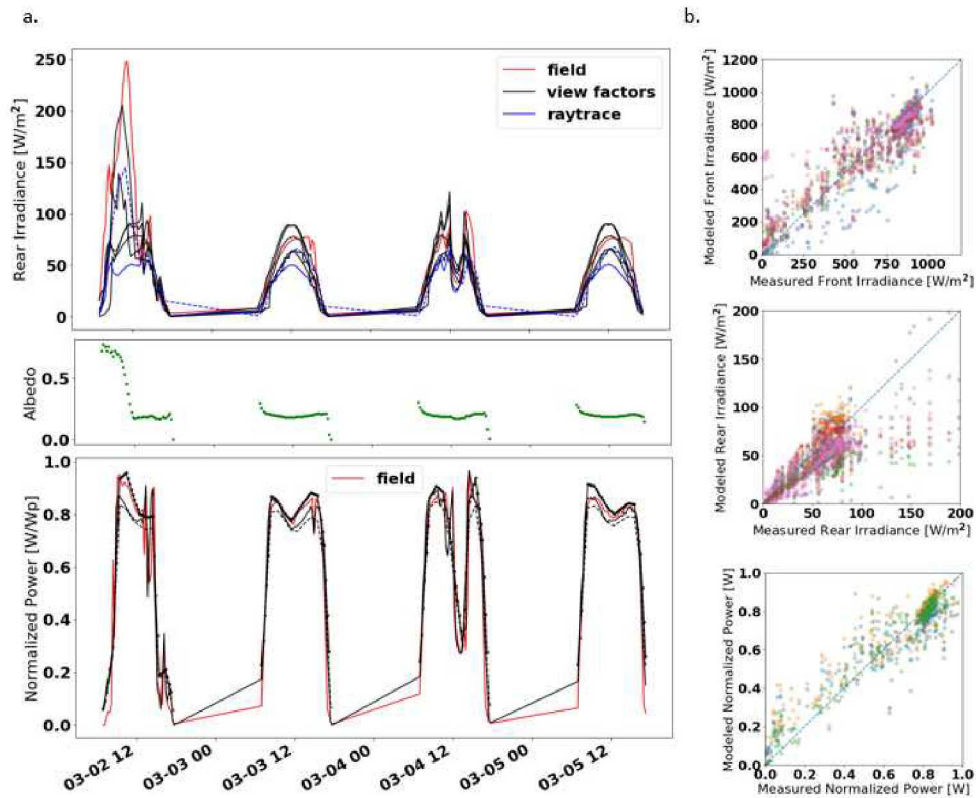 a.
b.
Rear Irradiance [W/m²]
250
200
150
100
50
0
field
view factors
raytrace
Albedo
0.5
0.0
Normalized Power [W/Wp]
1.0
0.8
0.6
0.4
0.2
0.0
field
03-02 12
03-03 00
03-03 12
03-04 00
03-04 12
03-05 00
03-05 12
Modeled Front Irradiance [W/m²]
1200
1000
800
600
400
200
0
0 250 500 750 1000
Measured Front Irradiance [W/m²]
Modeled Rear Irradiance [W/m²]
200
150
100
50
0
0 50 100 150 200
Measured Rear Irradiance [W/m²]
Modeled Normalized Power [W]
1.0
0.8
0.6
0.4
0.2
0.0
0.0 0.2 0.4 0.6 0.8 1.0
Measured Normalized Power [W]